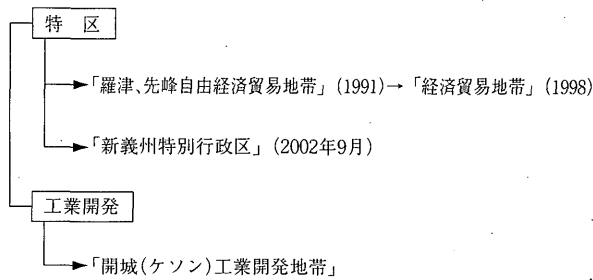 特 区
「羅津、先峰自由経済貿易地帯」(1991)→「経済貿易地帯」(1998)
「新義州特別行政区」(2002年9月)
工業開発
「開城(ケソン)工業開発地帯」